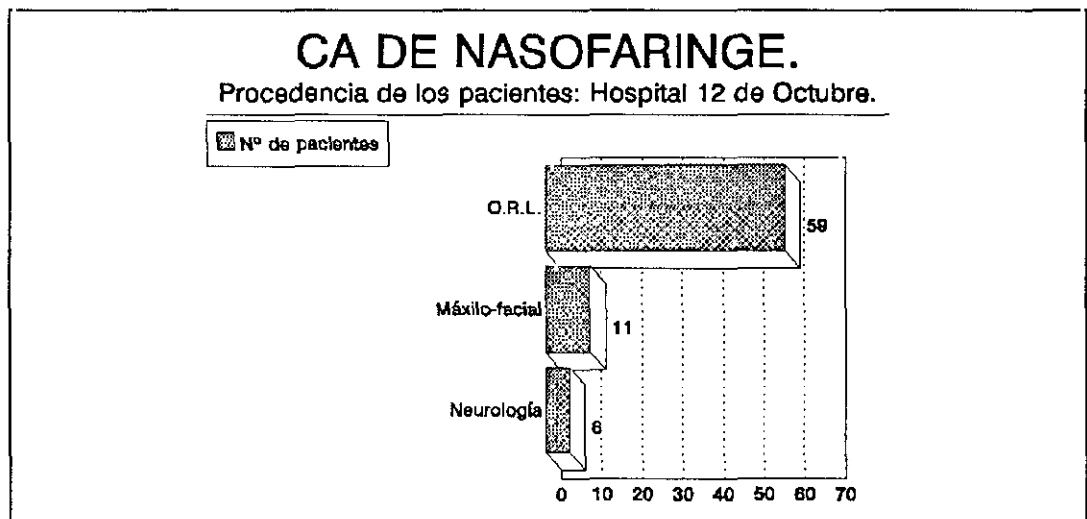 CA DE NASOFARINGE.
Procedencia de los pacientes: Hospital 12 de Octubre.
Nº de pacientes
O.R.L.
59
Máxilo-facial
11
Neurología
6
0 10 20 30 40 50 60 70